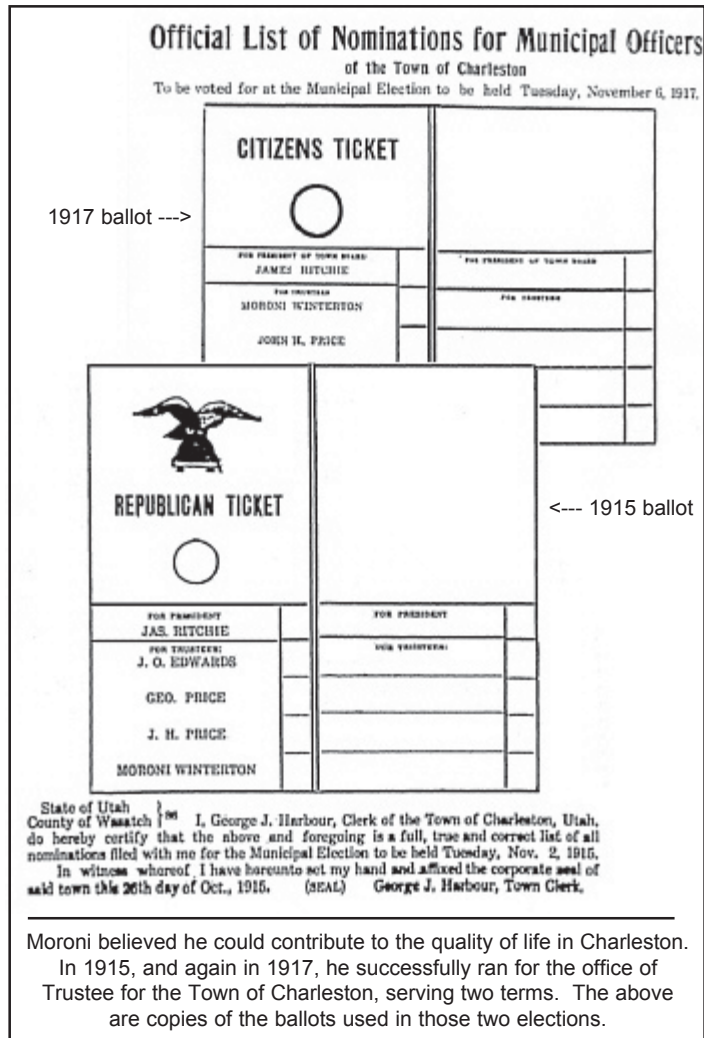 Official List of Nominations for Municipal Officers
of the Town of Charleston
To be voted for at the Municipal Election to be held Tuesday, November 6, 1917.
CITIZENS TICKET
1917 ballot --->
FOR PRESIDENT OF TOWN BOARD
JAMES RITCHIE
FOR TRUSTEES
MORONI WINTERTON
JOHN H. PRICE
FOR PRESIDENT OF TOWN BOARD
FOR TRUSTEES
REPUBLICAN TICKET
<--- 1915 ballot
FOR PRESIDENT
JAS. RITCHIE
FOR TRUSTEES:
J. O. EDWARDS
GEO. PRICE
J. H. PRICE
MORONI WINTERTON
FOR PRESIDENT
FOR TRUSTEES:
State of Utah
County of Wasatch } ss I, George J. Harbour, Clerk of the Town of Charleston, Utah,
do hereby certify that the above and foregoing is a full, true and correct list of all
nominations filed with me for the Municipal Election to be held Tuesday, Nov. 2, 1915.
In witness whereof I have hereunto set my hand and affixed the corporate seal of
said town this 26th day of Oct., 1915. (SEAL) George J. Harbour, Town Clerk.
Moroni believed he could contribute to the quality of life in Charleston.
In 1915, and again in 1917, he successfully ran for the office of
Trustee for the Town of Charleston, serving two terms. The above
are copies of the ballots used in those two elections.